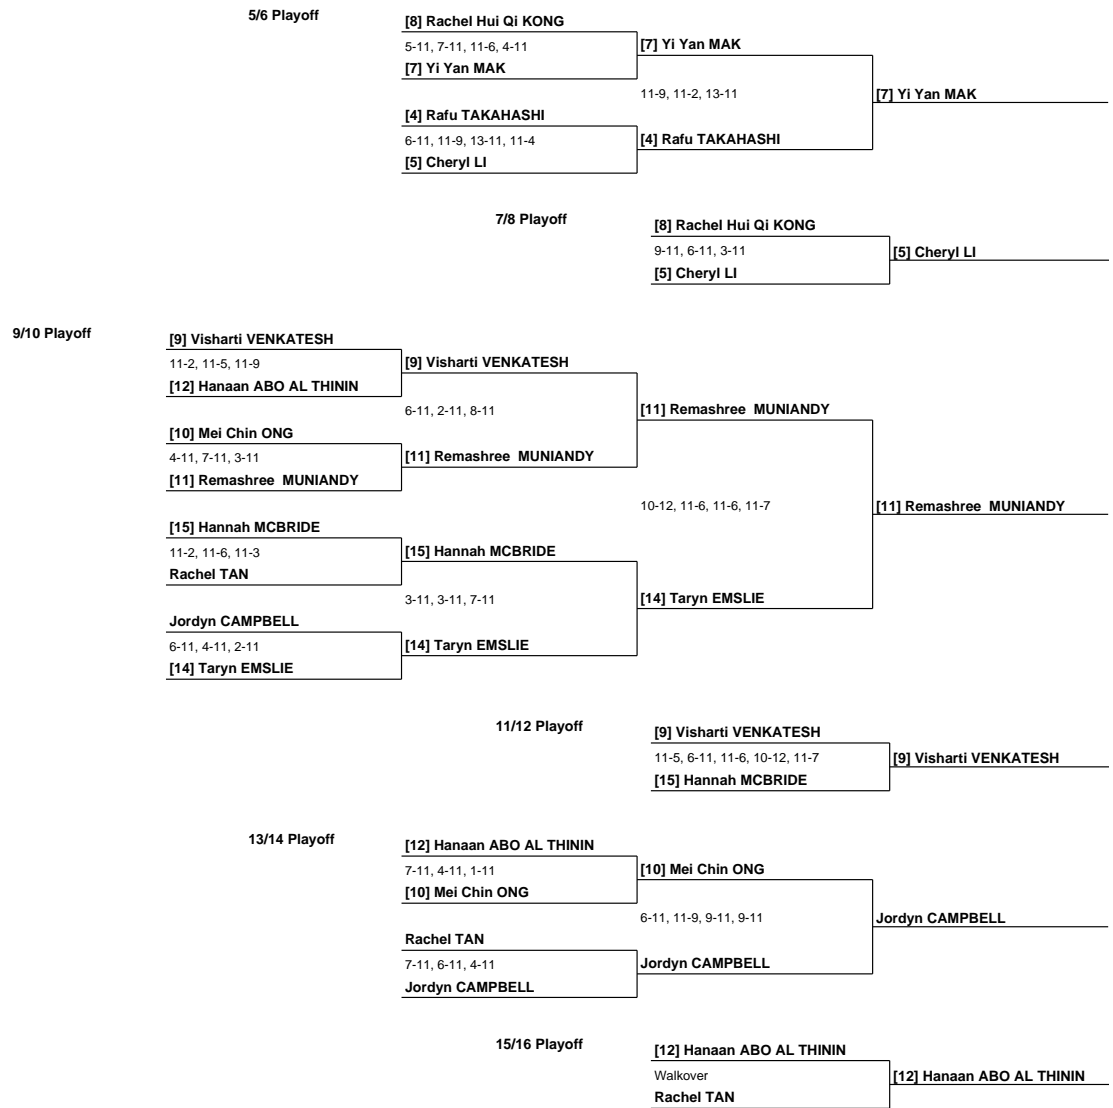 5/6 Playoff
[8] Rachel Hui Qi KONG
5-11, 7-11, 11-6, 4-11
[7] Yi Yan MAK
[7] Yi Yan MAK
11-9, 11-2, 13-11
[7] Yi Yan MAK
[4] Rafu TAKAHASHI
6-11, 11-9, 13-11, 11-4
[4] Rafu TAKAHASHI
[5] Cheryl LI
7/8 Playoff
[8] Rachel Hui Qi KONG
9-11, 6-11, 3-11
[5] Cheryl LI
[5] Cheryl LI
9/10 Playoff
[9] Visharti VENKATESH
11-2, 11-5, 11-9
[9] Visharti VENKATESH
[12] Hanaan ABO AL THININ
6-11, 2-11, 8-11
[11] Remashree  MUNIANDY
[10] Mei Chin ONG
4-11, 7-11, 3-11
[11] Remashree  MUNIANDY
[11] Remashree  MUNIANDY
10-12, 11-6, 11-6, 11-7
[11] Remashree  MUNIANDY
[15] Hannah MCBRIDE
11-2, 11-6, 11-3
[15] Hannah MCBRIDE
Rachel TAN
3-11, 3-11, 7-11
[14] Taryn EMSLIE
Jordyn CAMPBELL
6-11, 4-11, 2-11
[14] Taryn EMSLIE
[14] Taryn EMSLIE
11/12 Playoff
[9] Visharti VENKATESH
11-5, 6-11, 11-6, 10-12, 11-7
[9] Visharti VENKATESH
[15] Hannah MCBRIDE
13/14 Playoff
[12] Hanaan ABO AL THININ
7-11, 4-11, 1-11
[10] Mei Chin ONG
[10] Mei Chin ONG
6-11, 11-9, 9-11, 9-11
Jordyn CAMPBELL
Rachel TAN
7-11, 6-11, 4-11
Jordyn CAMPBELL
Jordyn CAMPBELL
15/16 Playoff
[12] Hanaan ABO AL THININ
Walkover
[12] Hanaan ABO AL THININ
Rachel TAN